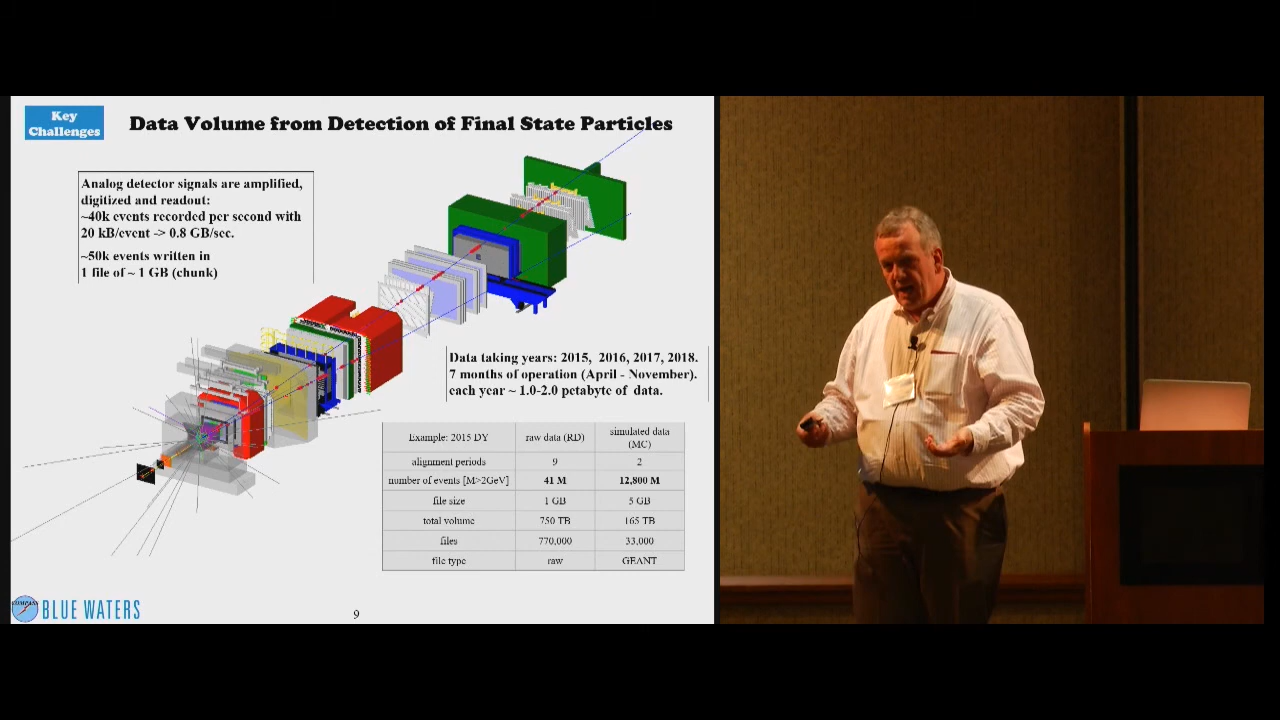 Key
Challenges
Data Volume from Detection of Final State Particles
Analog detector signals are amplified,
digitized and readout:
~40k events recorded per second with
20 kB/event -> 0.8 GB/sec.
~50k events written in
1 file of ~ 1 GB (chunk)
Data taking years: 2015, 2016, 2017, 2018.
7 months of operation (April - November).
each year ~ 1.0-2.0 petabyte of data.
Example: 2015 DY raw data (RD) simulated data (MC)
alignment periods 9 2
number of events [M>2GeV] 41 M 12,800 M
file size 1 GB 5 GB
total volume 750 TB 165 TB
files 770,000 33,000
file type raw GEANT
COMPASS
BLUE WATERS
9